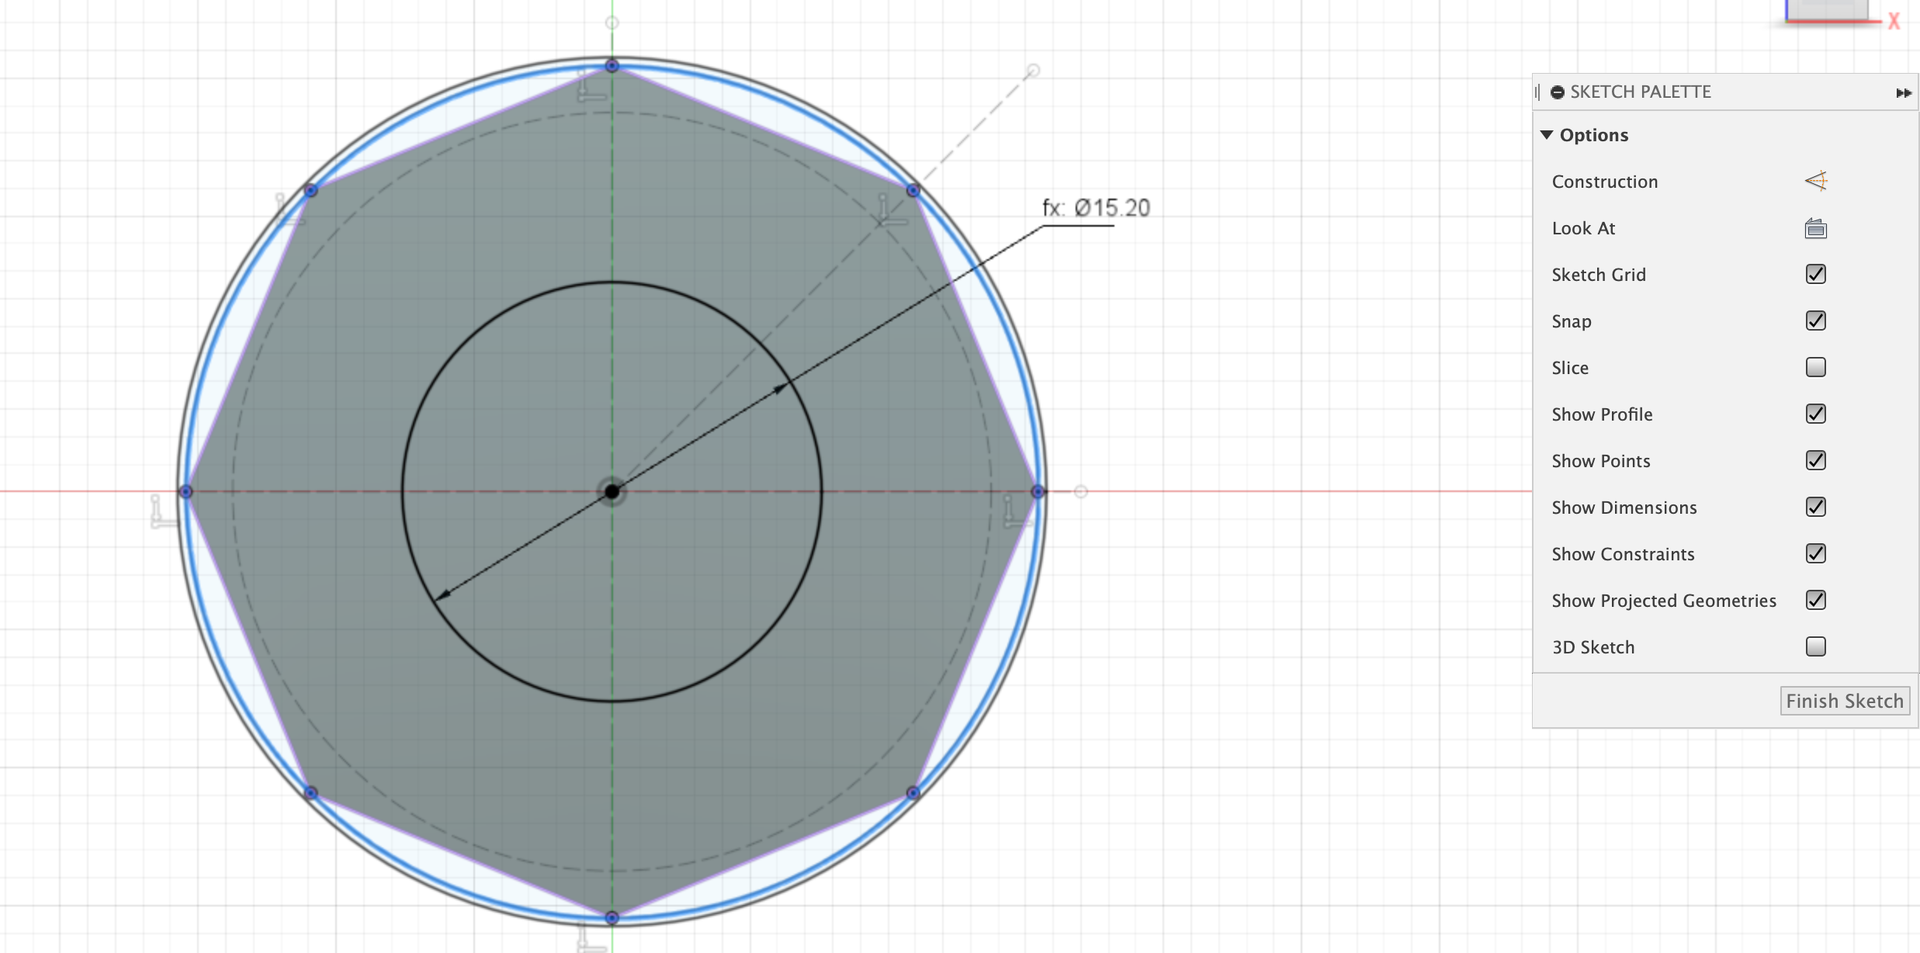 X
SKETCH PALETTE
Options
Construction
fx: Ø15.20
Look At
Sketch Grid
Snap
Slice
Show Profile
Show Points
Show Dimensions
Show Constraints
Show Projected Geometries
3D Sketch
Finish Sketch